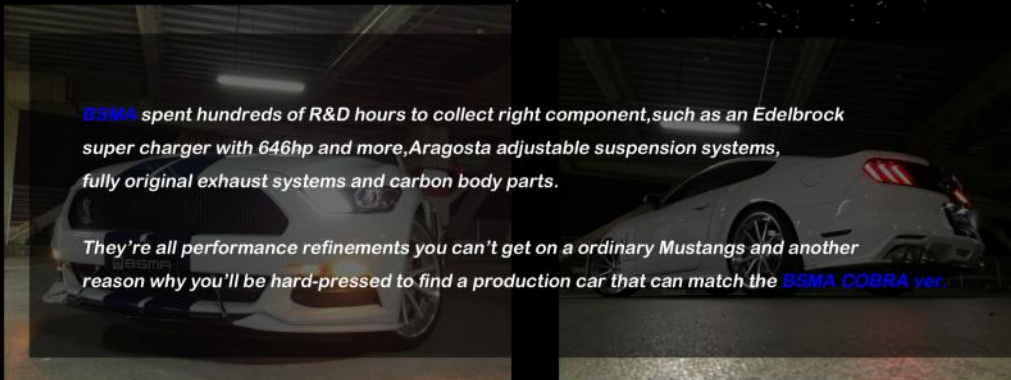 BSMA spent hundreds of R&D hours to collect right component,such as an Edelbrock
super charger with 646hp and more,Aragosta adjustable suspension systems,
fully original exhaust systems and carbon body parts.
They're all performance refinements you can't get on a ordinary Mustangs and another
reason why you'll be hard-pressed to find a production car that can match the BSMA COBRA ver.
BSMA